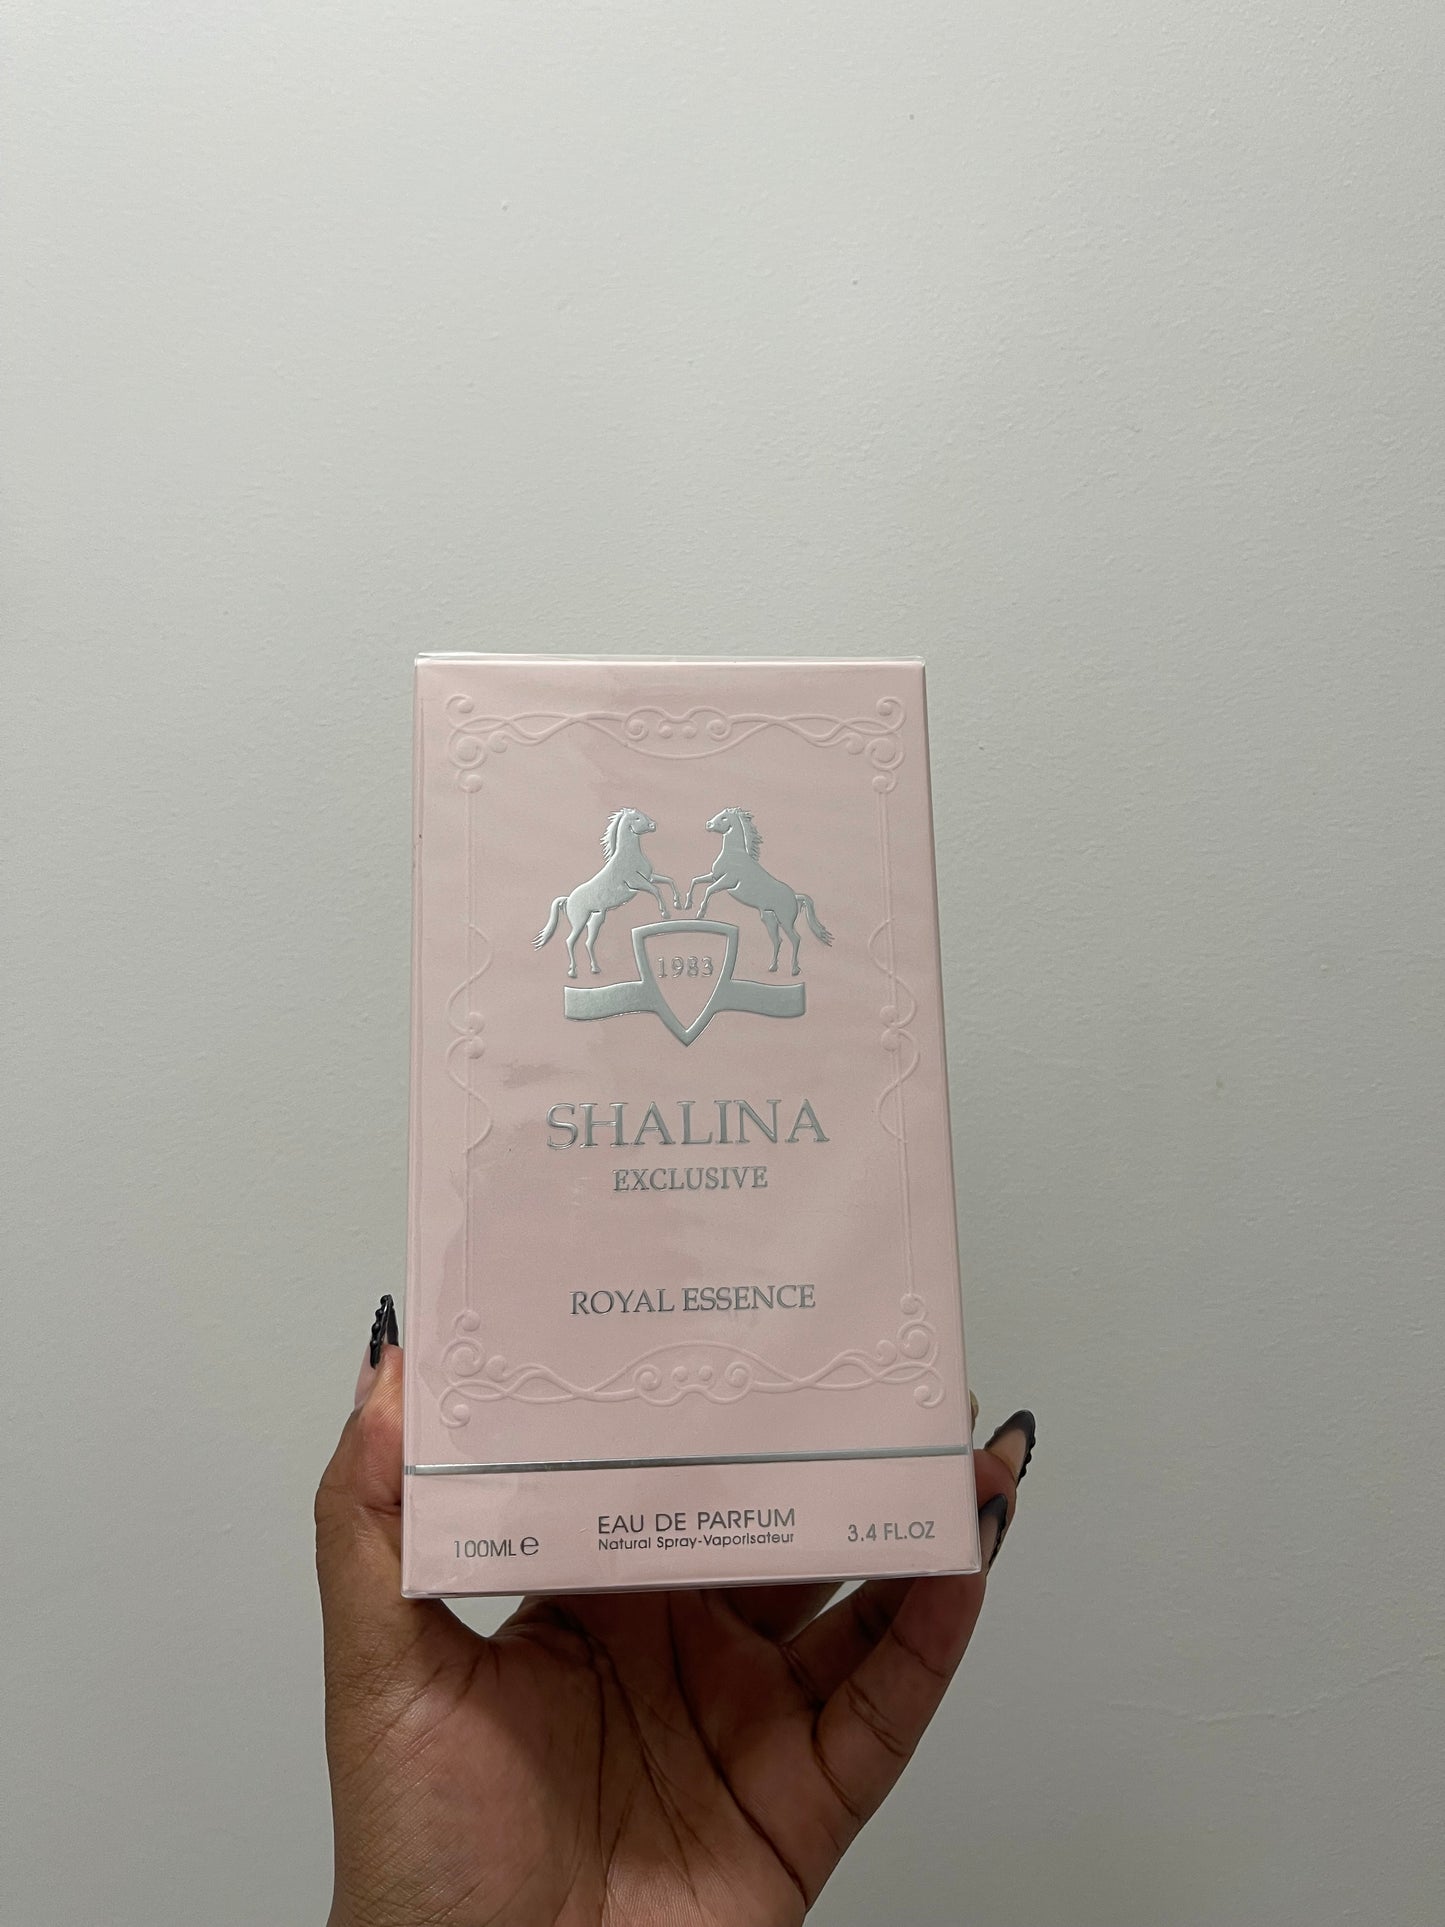 1983
SHALINA
EXCLUSIVE
ROYAL ESSENCE
EAU DE PARFUM
Natural Spray-Vaporisateur
100ML℮
3.4 FL.OZ